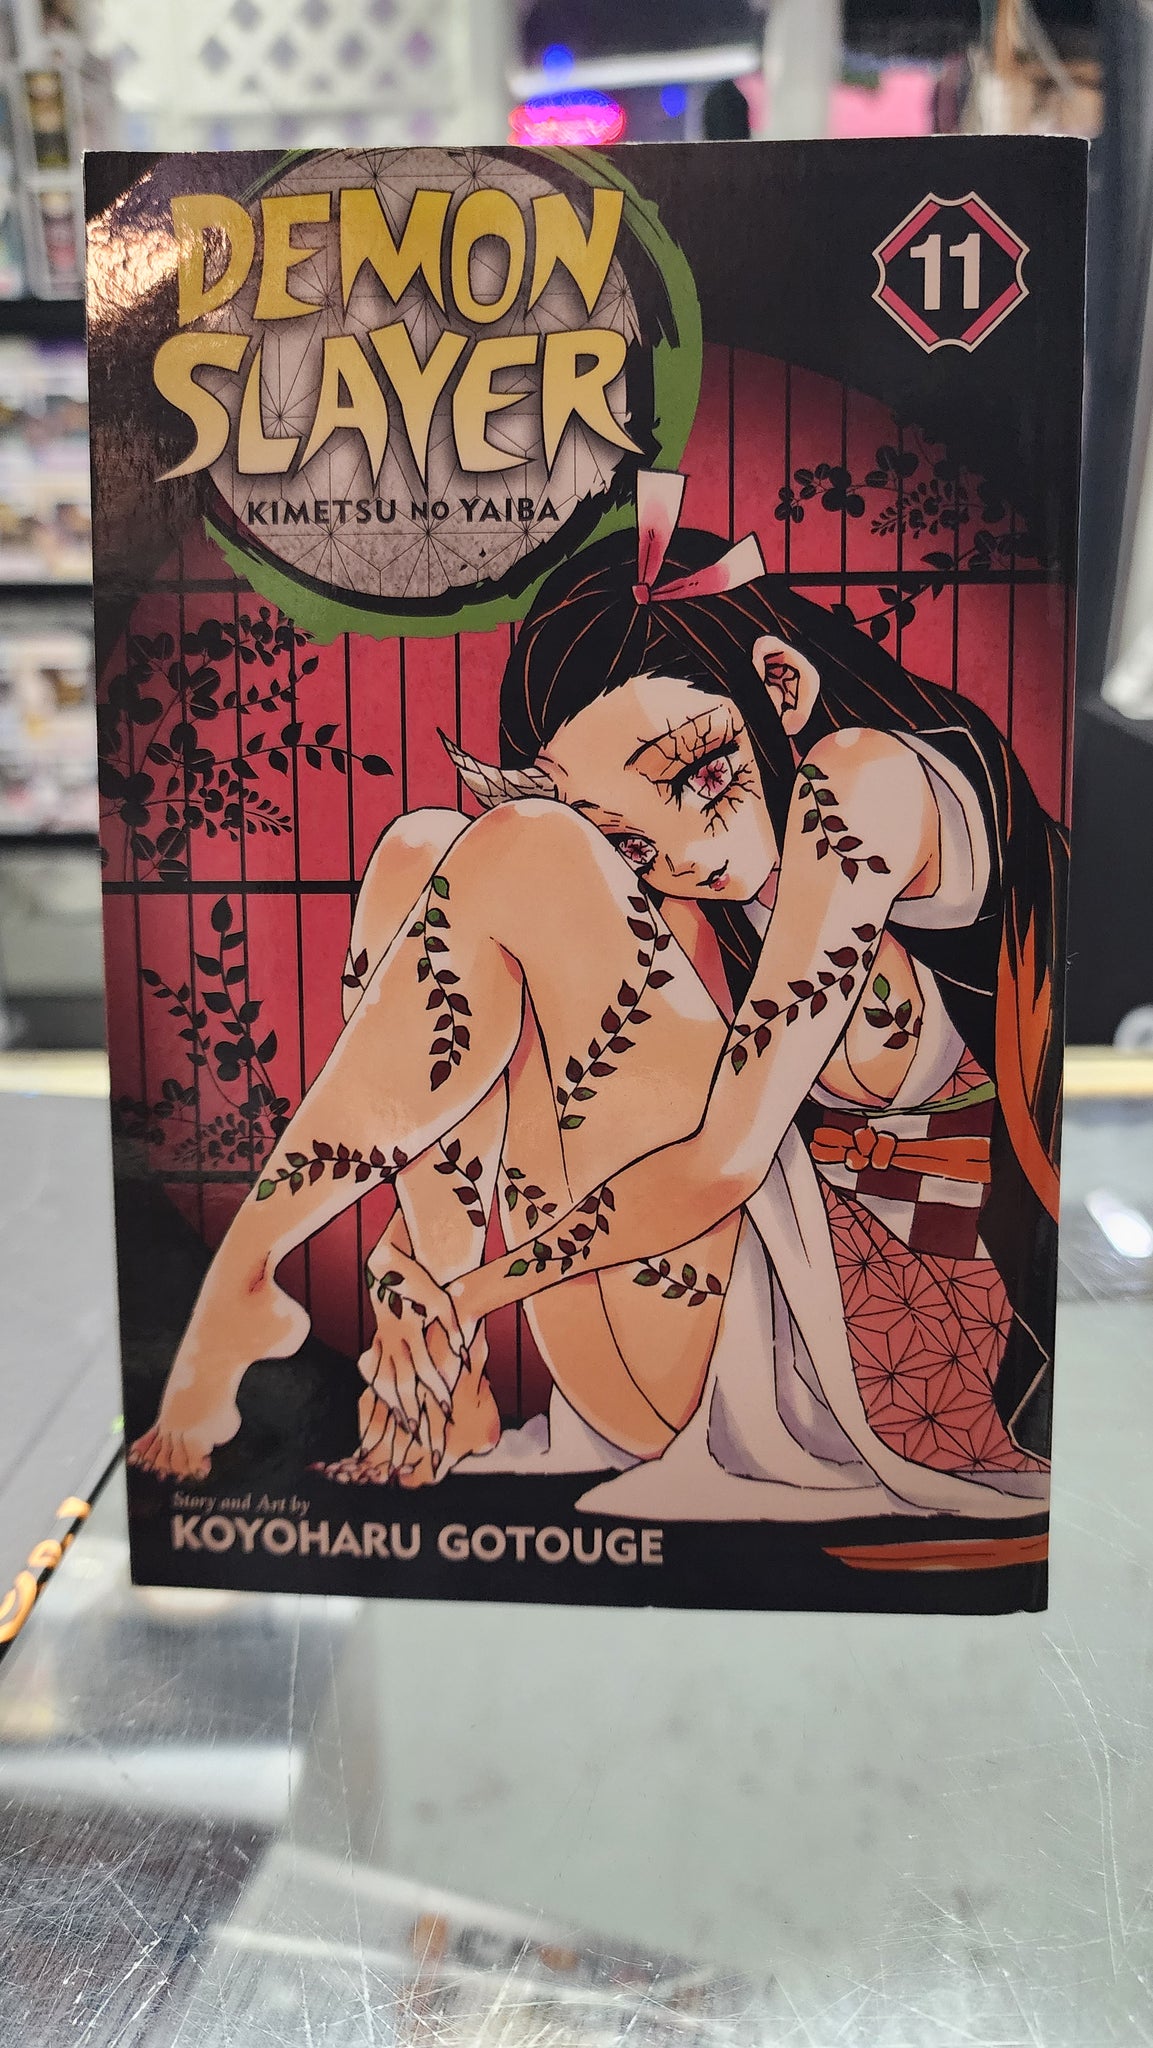 DEMON
SLAYER
KIMETSU NO YAIBA
11
Story and Art by
KOYOHARU GOTOUGE